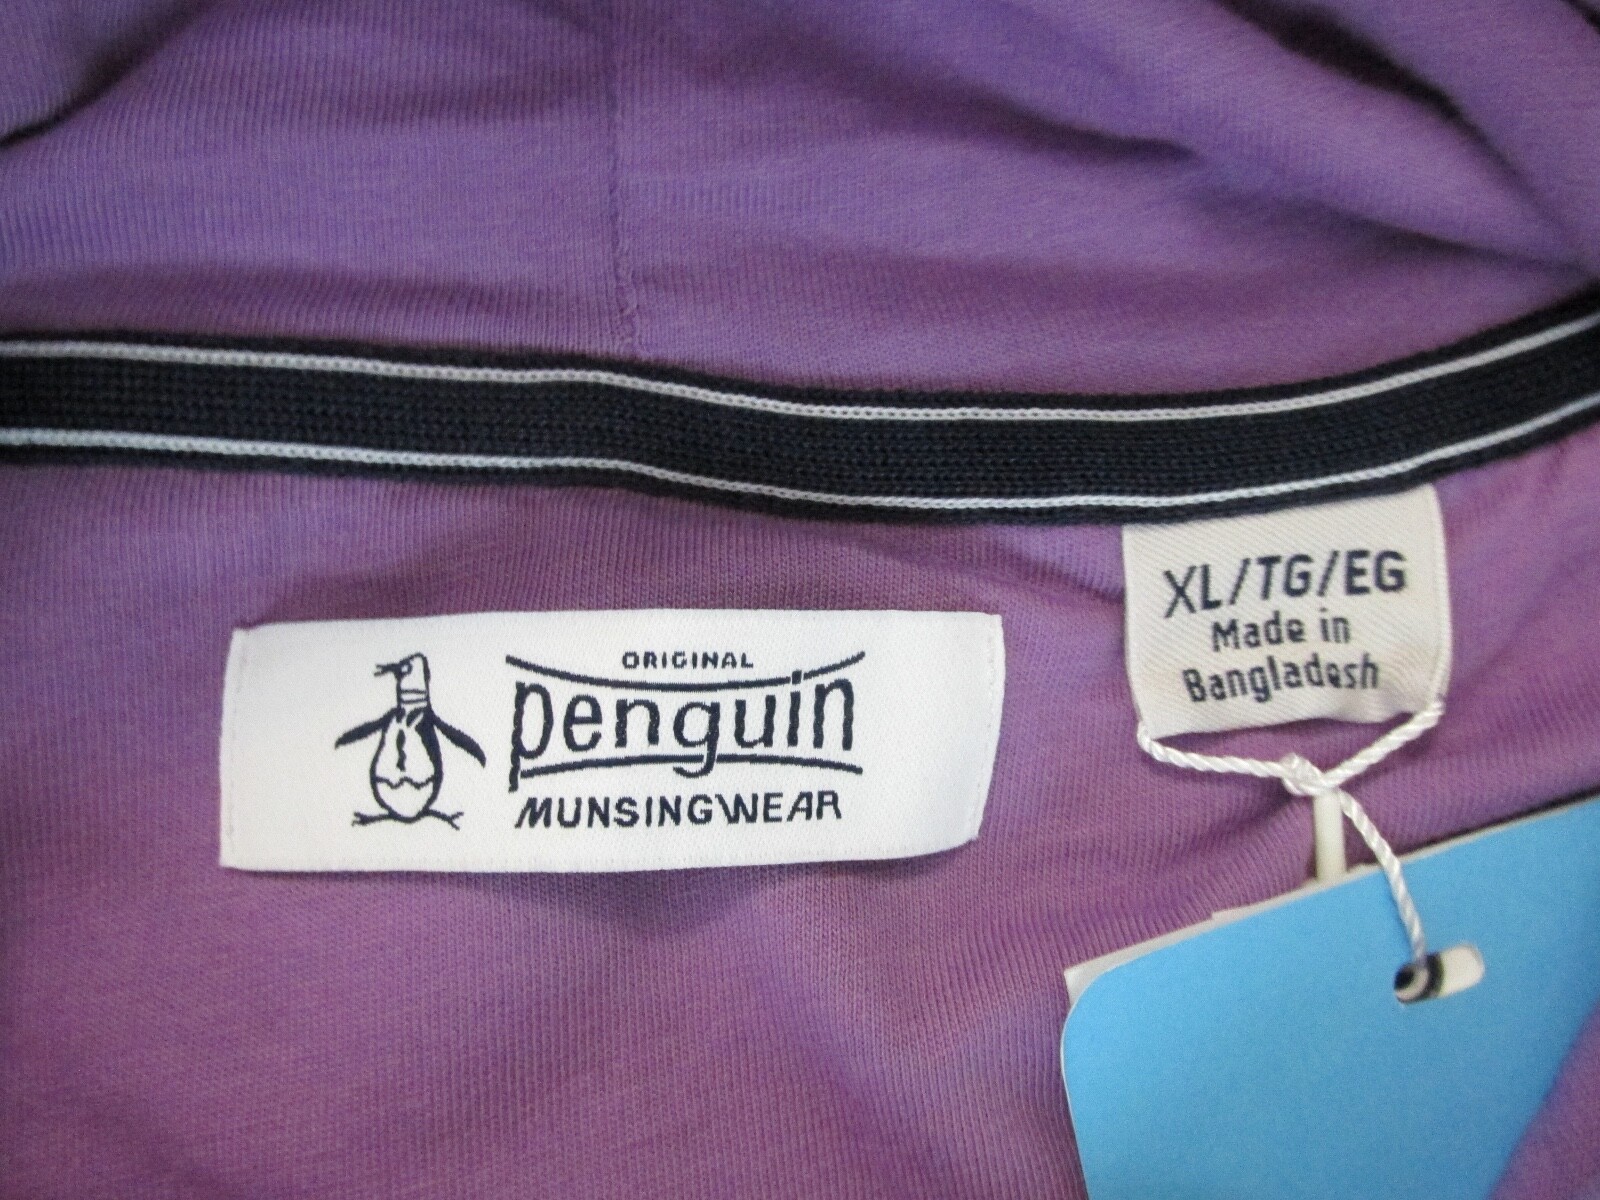 ORIGINAL
penguin
MUNSINGWEAR
XL/TG/EG
Made in
Bangladesh